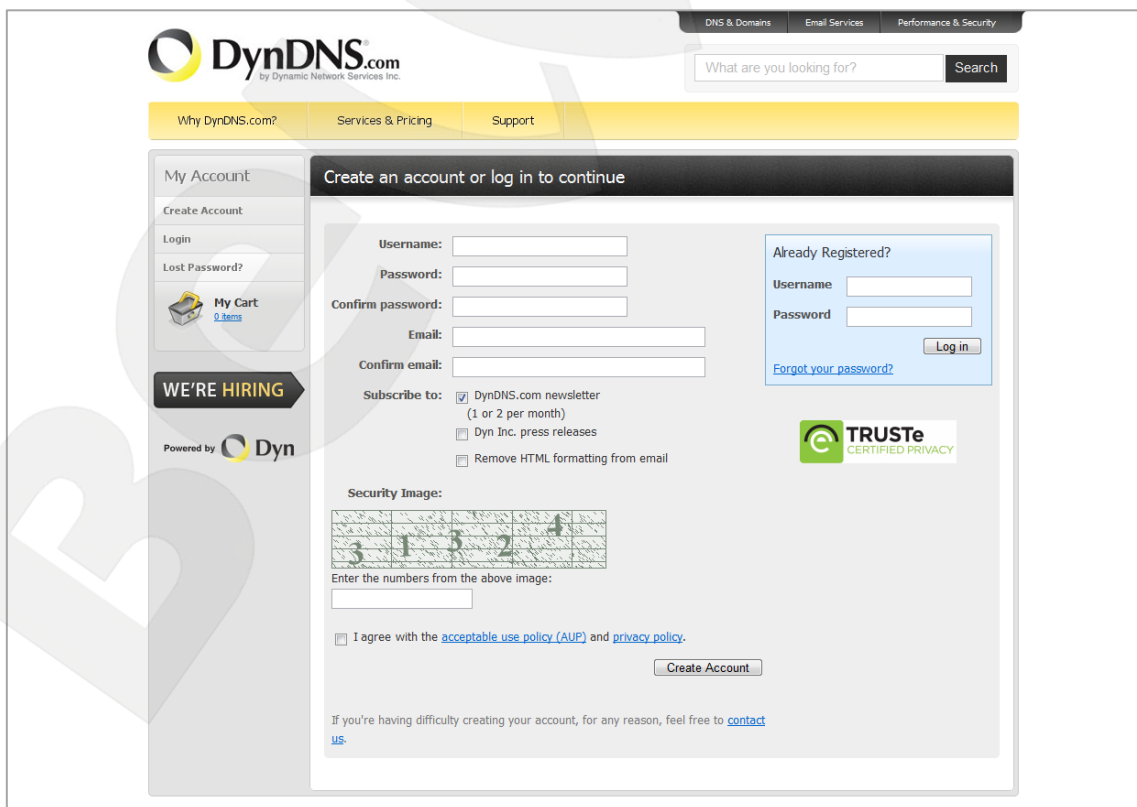 DNS & Domains
Email Services
Performance & Security
DynDNS.com
by Dynamic Network Services Inc.
What are you looking for?
Search
Why DynDNS.com?
Services & Pricing
Support
My Account
Create Account
Login
Lost Password?
My Cart
0 items
WE'RE HIRING
Powered by Dyn
Create an account or log in to continue
Username:
Password:
Confirm password:
Email:
Confirm email:
Subscribe to:
DynDNS.com newsletter
(1 or 2 per month)
Dyn Inc. press releases
Remove HTML formatting from email
Security Image:
3 1 3 2 4
Enter the numbers from the above image:
I agree with the acceptable use policy (AUP) and privacy policy.
Create Account
If you're having difficulty creating your account, for any reason, feel free to contact
us.
Already Registered?
Username
Password
Log in
Forgot your password?
TRUSTe
CERTIFIED PRIVACY